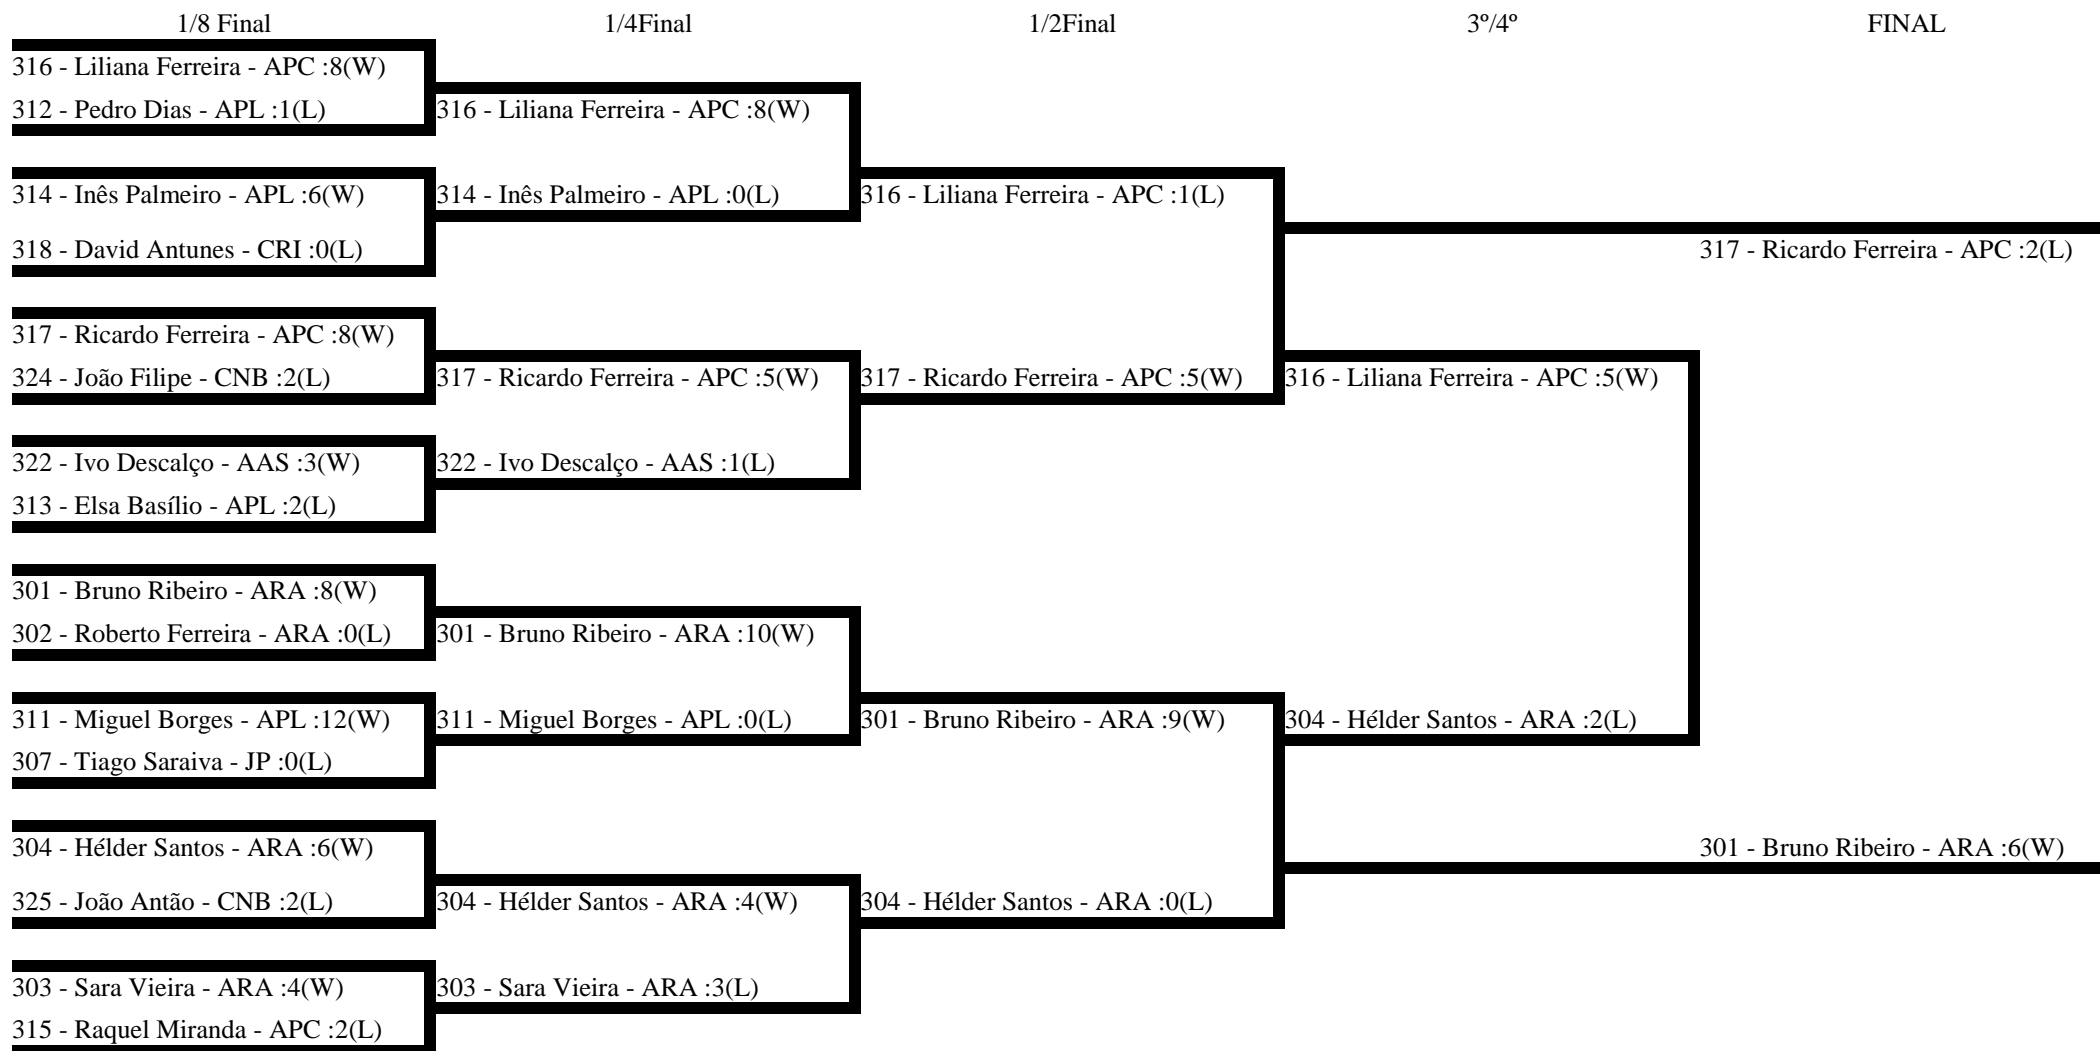 1/8 Final 1/4Final 1/2Final 3º/4º FINAL
316 - Liliana Ferreira - APC :8(W)
312 - Pedro Dias - APL :1(L)
314 - Inês Palmeiro - APL :6(W)
318 - David Antunes - CRI :0(L)
317 - Ricardo Ferreira - APC :8(W)
324 - João Filipe - CNB :2(L)
322 - Ivo Descalço - AAS :3(W)
313 - Elsa Basílio - APL :2(L)
301 - Bruno Ribeiro - ARA :8(W)
302 - Roberto Ferreira - ARA :0(L)
311 - Miguel Borges - APL :12(W)
307 - Tiago Saraiva - JP :0(L)
304 - Hélder Santos - ARA :6(W)
325 - João Antão - CNB :2(L)
303 - Sara Vieira - ARA :4(W)
315 - Raquel Miranda - APC :2(L)
316 - Liliana Ferreira - APC :8(W)
314 - Inês Palmeiro - APL :0(L)
317 - Ricardo Ferreira - APC :5(W)
322 - Ivo Descalço - AAS :1(L)
301 - Bruno Ribeiro - ARA :10(W)
311 - Miguel Borges - APL :0(L)
304 - Hélder Santos - ARA :4(W)
303 - Sara Vieira - ARA :3(L)
316 - Liliana Ferreira - APC :1(L)
317 - Ricardo Ferreira - APC :5(W)
301 - Bruno Ribeiro - ARA :9(W)
304 - Hélder Santos - ARA :0(L)
316 - Liliana Ferreira - APC :5(W)
304 - Hélder Santos - ARA :2(L)
317 - Ricardo Ferreira - APC :2(L)
301 - Bruno Ribeiro - ARA :6(W)